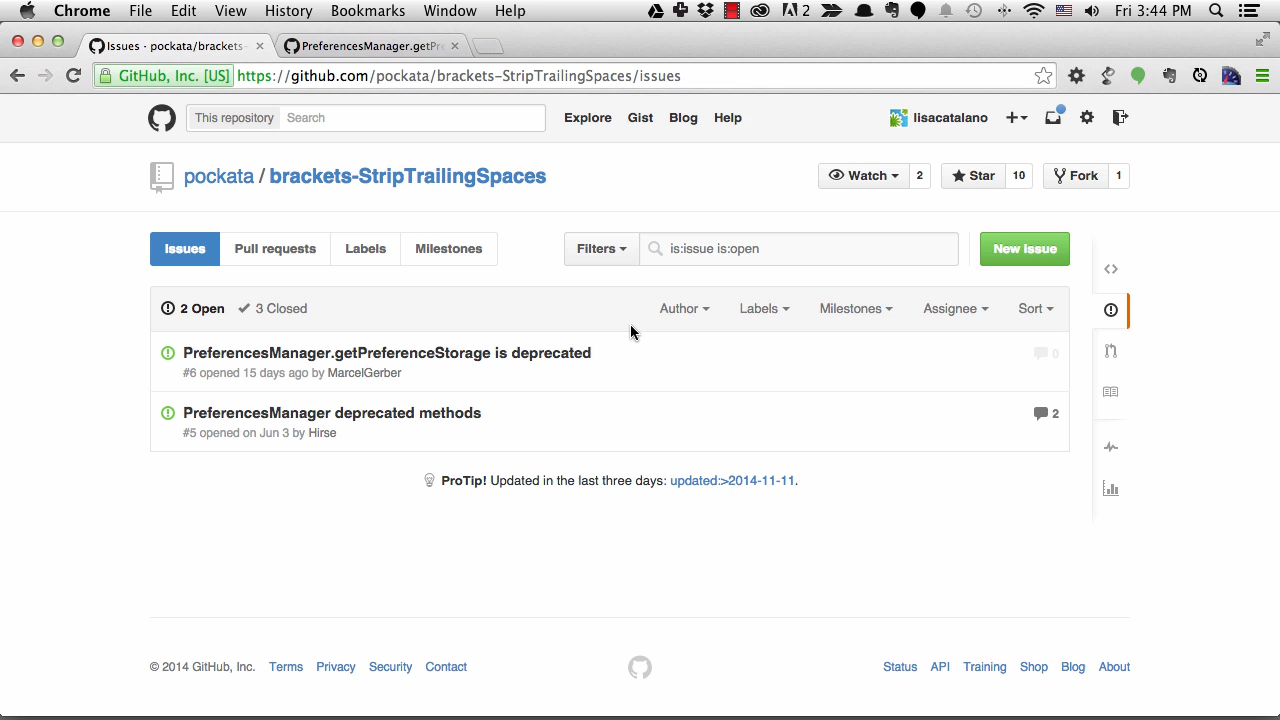 Chrome File Edit View History Bookmarks Window Help 2 Fri 3:44 PM
Issues · pockata/brackets- PreferencesManager.getPre
GitHub, Inc. [US] https://github.com/pockata/brackets-StripTrailingSpaces/issues
This repository Search Explore Gist Blog Help lisacatalano
pockata / brackets-StripTrailingSpaces Watch 2 Star 10 Fork 1
Issues Pull requests Labels Milestones Filters is:issue is:open New issue
2 Open 3 Closed Author Labels Milestones Assignee Sort
PreferencesManager.getPreferenceStorage is deprecated 0
#6 opened 15 days ago by MarcelGerber
PreferencesManager deprecated methods 2
#5 opened on Jun 3 by Hirse
ProTip! Updated in the last three days: updated:>2014-11-11.
© 2014 GitHub, Inc. Terms Privacy Security Contact Status API Training Shop Blog About